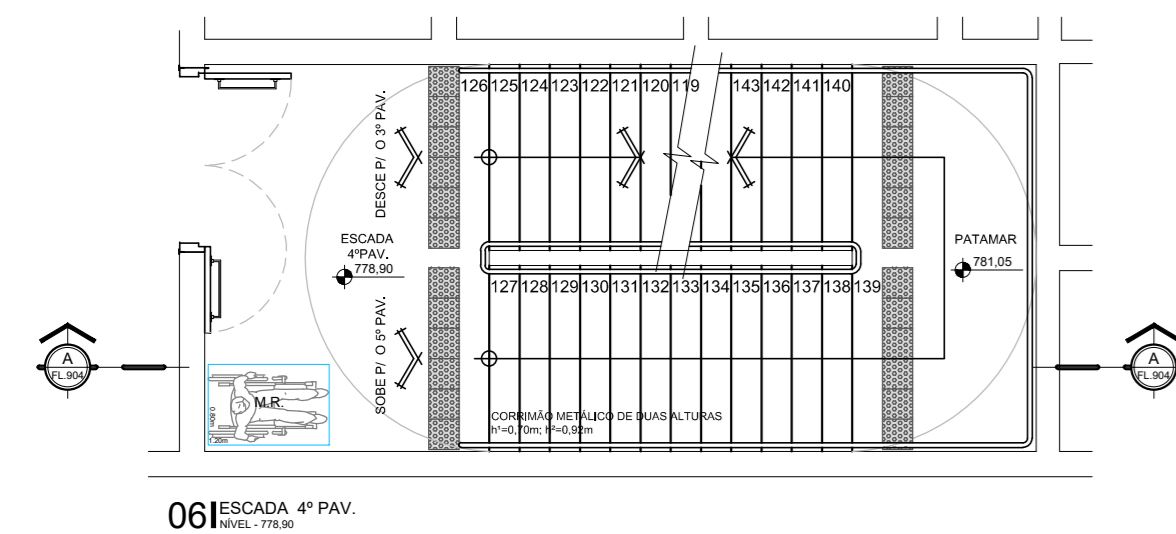 126 125 124 123 122 121 120 119 143 142 141 140
DESCE P/ O 3º PAV.
ESCADA
4ºPAV.
778,90
PATAMAR
781,05
127 128 129 130 131 132 133 134 135 136 137 138 139
SOBE P/ O 5º PAV.
A
FL.904
A
FL.904
M.R.
0.80m
1.20m
CORRIMÃO METÁLICO DE DUAS ALTURAS
h¹=0,70m; h²=0,92m
06 ESCADA 4º PAV.
NÍVEL - 778,90